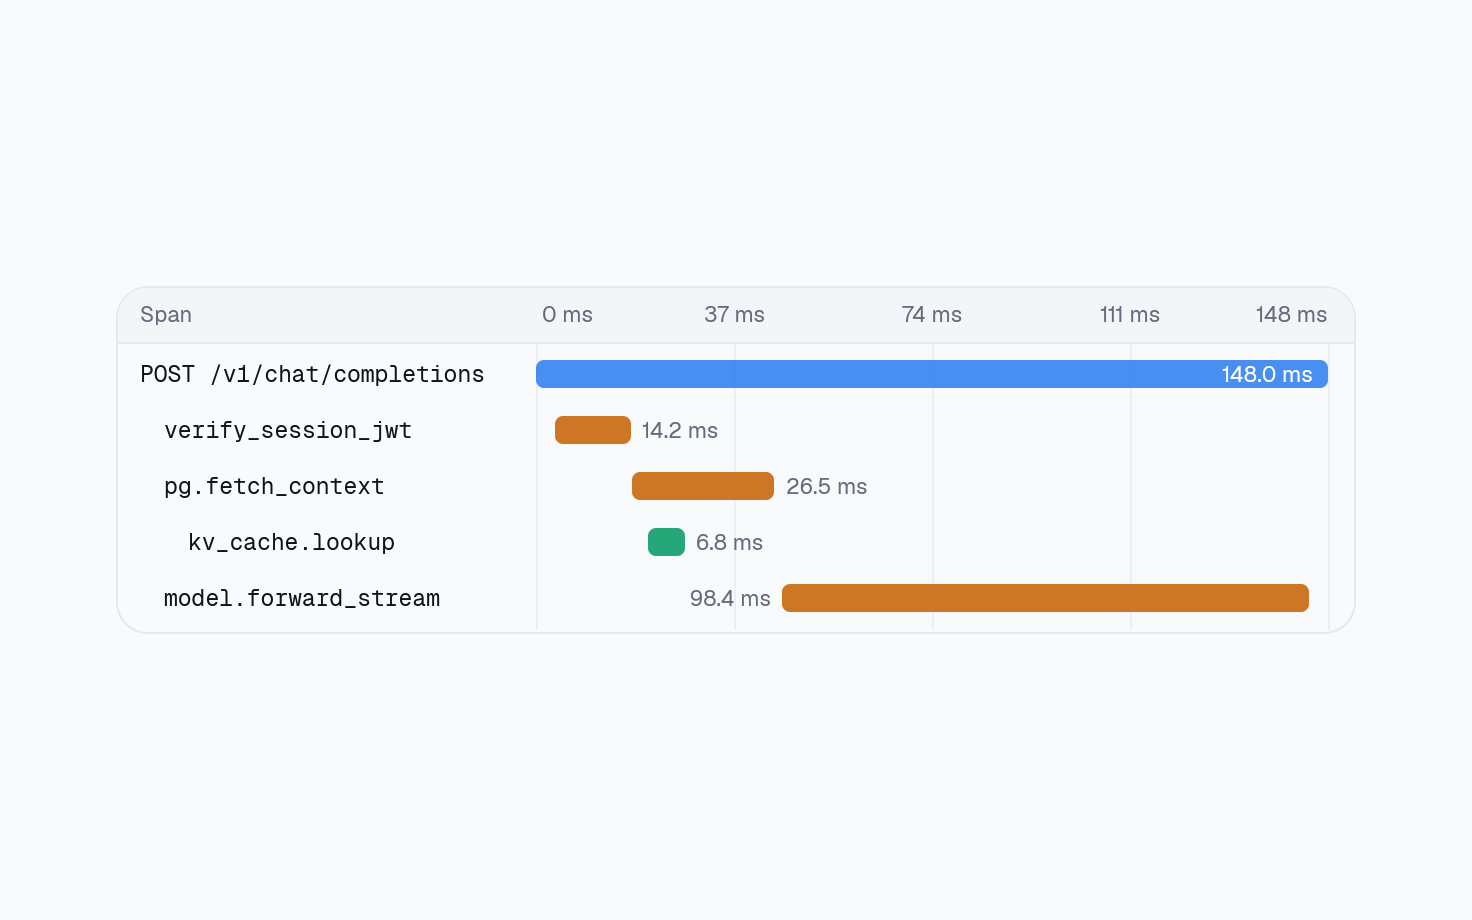 Span 0 ms 37 ms 74 ms 111 ms 148 ms
POST /v1/chat/completions 148.0 ms
verify_session_jwt 14.2 ms
pg.fetch_context 26.5 ms
kv_cache.lookup 6.8 ms
model.forward_stream 98.4 ms